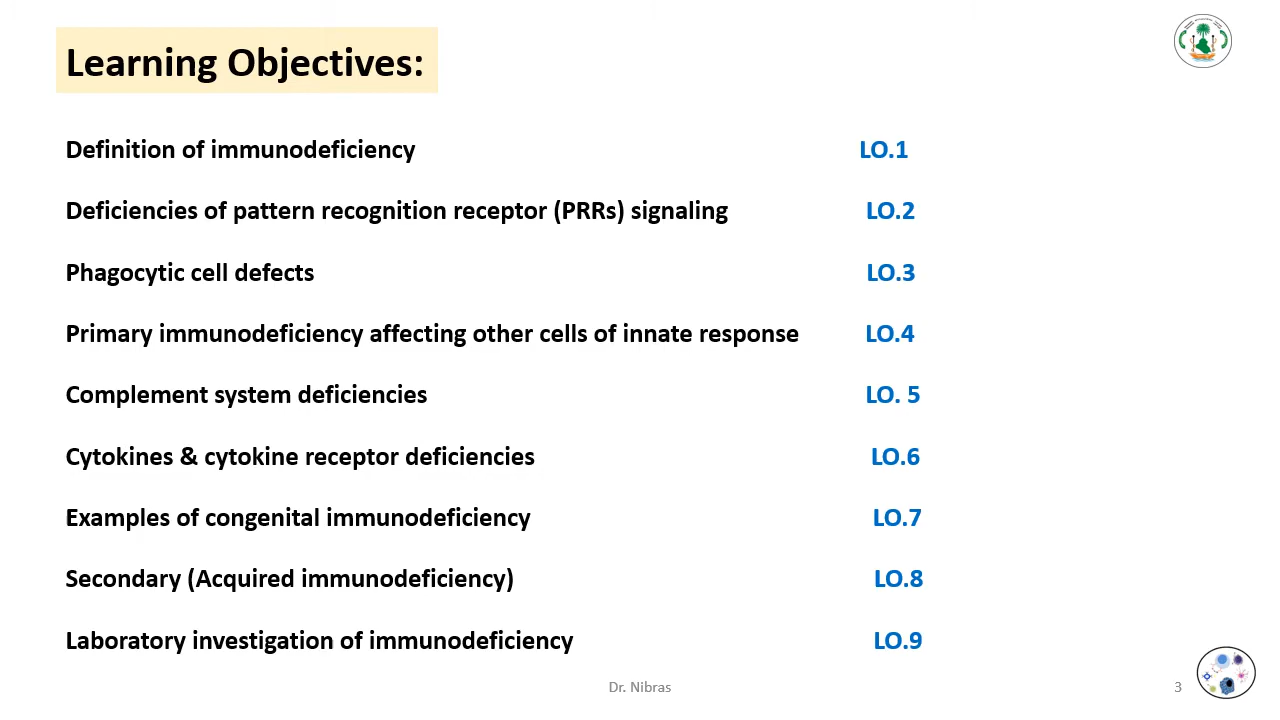 Learning Objectives:
Definition of immunodeficiency LO.1
Deficiencies of pattern recognition receptor (PRRs) signaling LO.2
Phagocytic cell defects LO.3
Primary immunodeficiency affecting other cells of innate response LO.4
Complement system deficiencies LO. 5
Cytokines & cytokine receptor deficiencies LO.6
Examples of congenital immunodeficiency LO.7
Secondary (Acquired immunodeficiency) LO.8
Laboratory investigation of immunodeficiency LO.9
Dr. Nibras 3